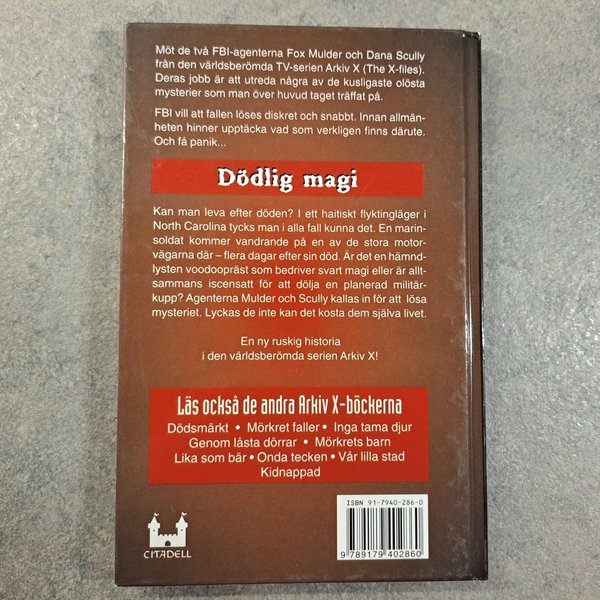 Möt de två FBI-agenterna Fox Mulder och Dana Scully
från den världsberömda TV-serien Arkiv X (The X-files).
Deras jobb är att utreda några av de kusligaste olösta
mysterier som man över huvud taget träffat på.
FBI vill att fallen löses diskret och snabbt. Innan allmän-
heten hinner upptäcka vad som verkligen finns därute.
Och få panik...
Dödlig magi
Kan man leva efter döden? I ett haitiskt flyktingläger i
North Carolina tycks man i alla fall kunna det. En marin-
soldat kommer vandrande på en av de stora motor-
vägarna där – flera dagar efter sin död. Är det en hämnd-
lysten voodoopräst som bedriver svart magi eller är allt-
sammans iscensatt för att dölja en planerad militär-
kupp? Agenterna Mulder och Scully kallas in för att lösa
mysteriet. Lyckas de inte kan det kosta dem själva livet.
En ny ruskig historia
i den världsberömda serien Arkiv X!
Läs också de andra Arkiv X-böckerna
Dödsmärkt • Mörkret faller • Inga tama djur
Genom låsta dörrar • Mörkrets barn
Lika som bär • Onda tecken • Vår lilla stad
Kidnappad
ISBN 91-7940-286-0
9 789179 402860
CITADELL